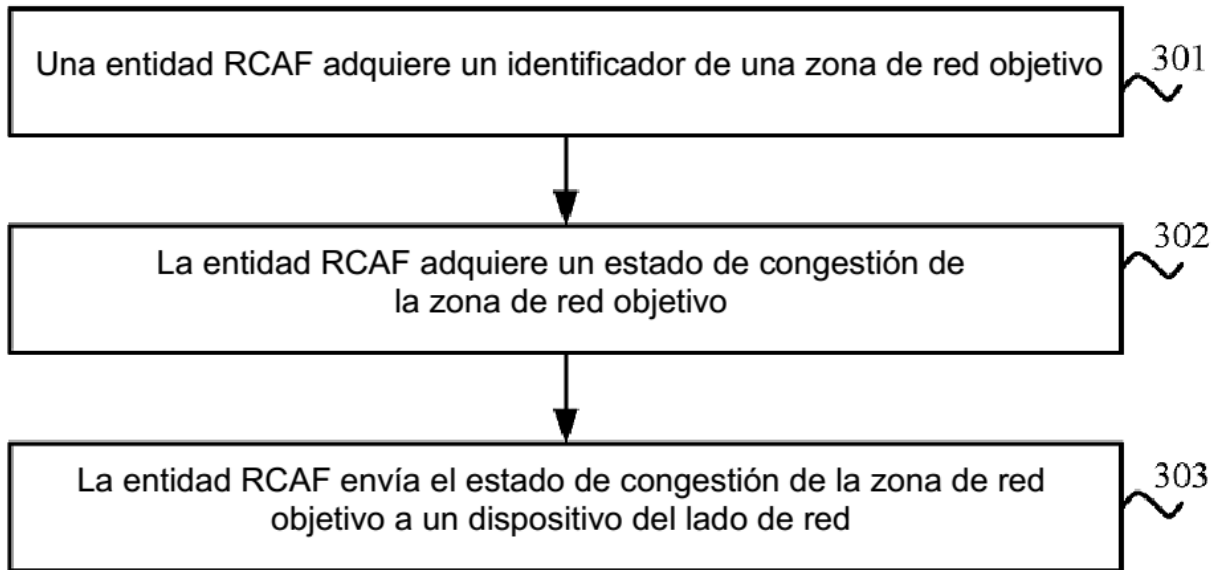 Una entidad RCAF adquiere un identificador de una zona de red objetivo
301
La entidad RCAF adquiere un estado de congestión de
la zona de red objetivo
302
La entidad RCAF envía el estado de congestión de la zona de red
objetivo a un dispositivo del lado de red
303